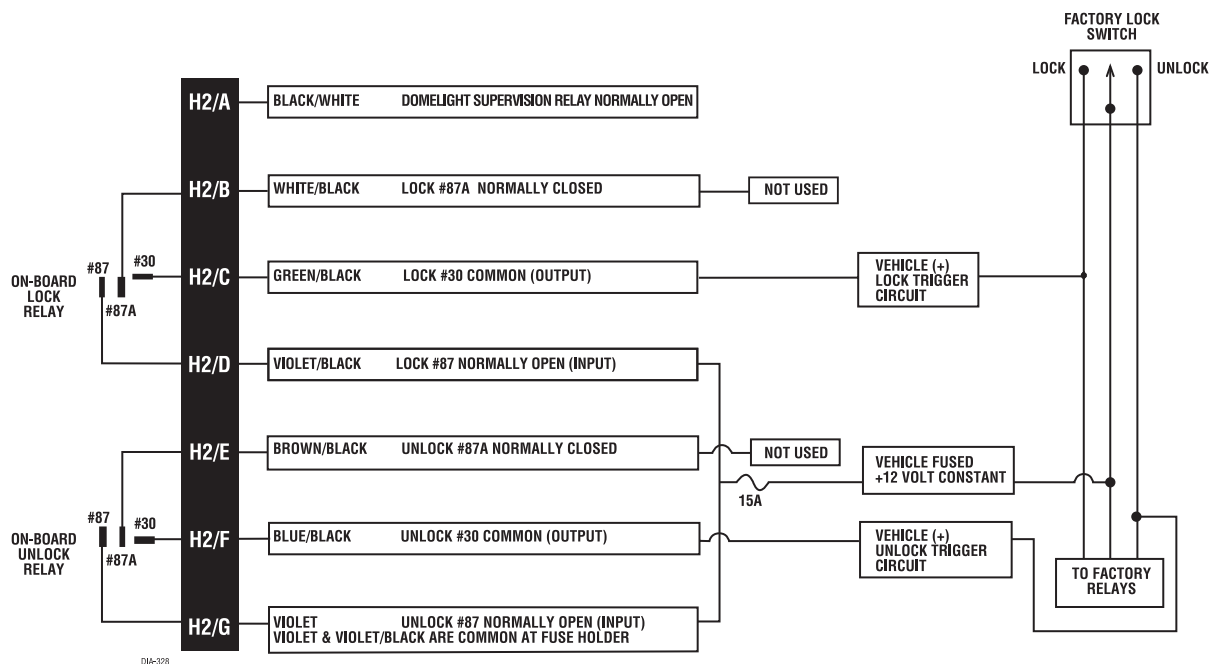 FACTORY LOCK
SWITCH
LOCK
UNLOCK
H2/A
BLACK/WHITE DOMELIGHT SUPERVISION RELAY NORMALLY OPEN
H2/B
WHITE/BLACK LOCK #87A NORMALLY CLOSED
NOT USED
#87
#30
#87A
ON-BOARD
LOCK
RELAY
H2/C
GREEN/BLACK LOCK #30 COMMON (OUTPUT)
VEHICLE (+)
LOCK TRIGGER
CIRCUIT
H2/D
VIOLET/BLACK LOCK #87 NORMALLY OPEN (INPUT)
H2/E
BROWN/BLACK UNLOCK #87A NORMALLY CLOSED
NOT USED
15A
VEHICLE FUSED
+12 VOLT CONSTANT
#87
#30
#87A
ON-BOARD
UNLOCK
RELAY
H2/F
BLUE/BLACK UNLOCK #30 COMMON (OUTPUT)
VEHICLE (+)
UNLOCK TRIGGER
CIRCUIT
TO FACTORY
RELAYS
H2/G
VIOLET UNLOCK #87 NORMALLY OPEN (INPUT)
VIOLET & VIOLET/BLACK ARE COMMON AT FUSE HOLDER
DIA-328